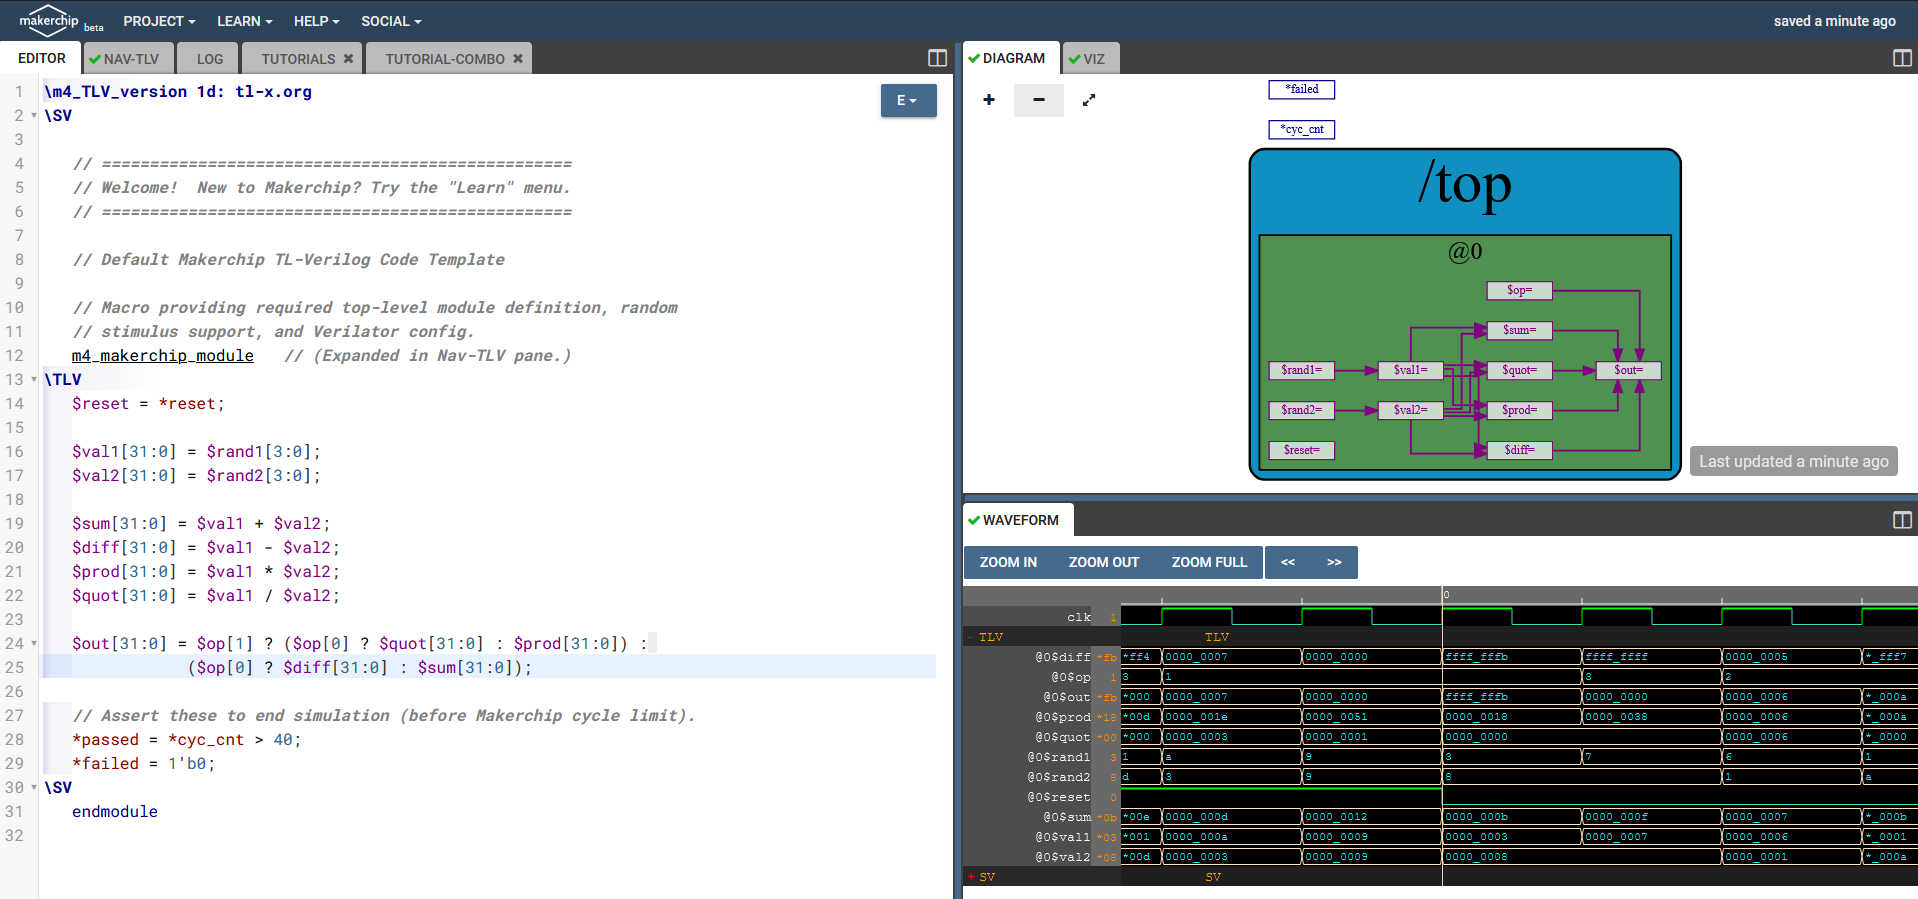 makerchip beta PROJECT LEARN HELP SOCIAL saved a minute ago
EDITOR NAV-TLV LOG TUTORIALS TUTORIAL-COMBO
E
1 \m4_TLV_version 1d: tl-x.org
2 \SV
3
4 // =================================================
5 // Welcome!  New to Makerchip? Try the "Learn" menu.
6 // =================================================
7
8 // Default Makerchip TL-Verilog Code Template
9
10 // Macro providing required top-level module definition, random
11 // stimulus support, and Verilator config.
12 m4_makerchip_module   // (Expanded in Nav-TLV pane.)
13 \TLV
14 $reset = *reset;
15
16 $val1[31:0] = $rand1[3:0];
17 $val2[31:0] = $rand2[3:0];
18
19 $sum[31:0] = $val1 + $val2;
20 $diff[31:0] = $val1 - $val2;
21 $prod[31:0] = $val1 * $val2;
22 $quot[31:0] = $val1 / $val2;
23
24 $out[31:0] = $op[1] ? ($op[0] ? $quot[31:0] : $prod[31:0]) :
25 ($op[0] ? $diff[31:0] : $sum[31:0]);
26
27 // Assert these to end simulation (before Makerchip cycle limit).
28 *passed = *cyc_cnt > 40;
29 *failed = 1'b0;
30 \SV
31 endmodule
32
DIAGRAM VIZ
+ −
*failed
*cyc_cnt
/top
@0
$op=
$sum=
$rand1= $val1= $quot= $out=
$rand2= $val2= $prod=
$reset= $diff=
Last updated a minute ago
WAVEFORM
ZOOM IN ZOOM OUT ZOOM FULL << >>
0
clk 1
- TLV TLV
@0$diff *fb *ff4 0000_0007 0000_0000 ffff_fffb ffff_ffff 0000_0005 *_fff7
@0$op 1 3 1 3 2
@0$out *fb *000 0000_0007 0000_0000 ffff_fffb 0000_0000 0000_0006 *_000a
@0$prod *18 *00d 0000_001e 0000_0051 0000_0018 0000_0038 0000_0006 *_000a
@0$quot *00 *000 0000_0003 0000_0001 0000_0000 0000_0006 *_0000
@0$rand1 3 1 a 9 3 7 6 1
@0$rand2 8 d 3 9 8 1 a
@0$reset 0
@0$sum *0b *00e 0000_000d 0000_0012 0000_000b 0000_000f 0000_0007 *_000b
@0$val1 *03 *001 0000_000a 0000_0009 0000_0003 0000_0007 0000_0006 *_0001
@0$val2 *08 *00d 0000_0003 0000_0009 0000_0008 0000_0001 *_000a
+ SV SV